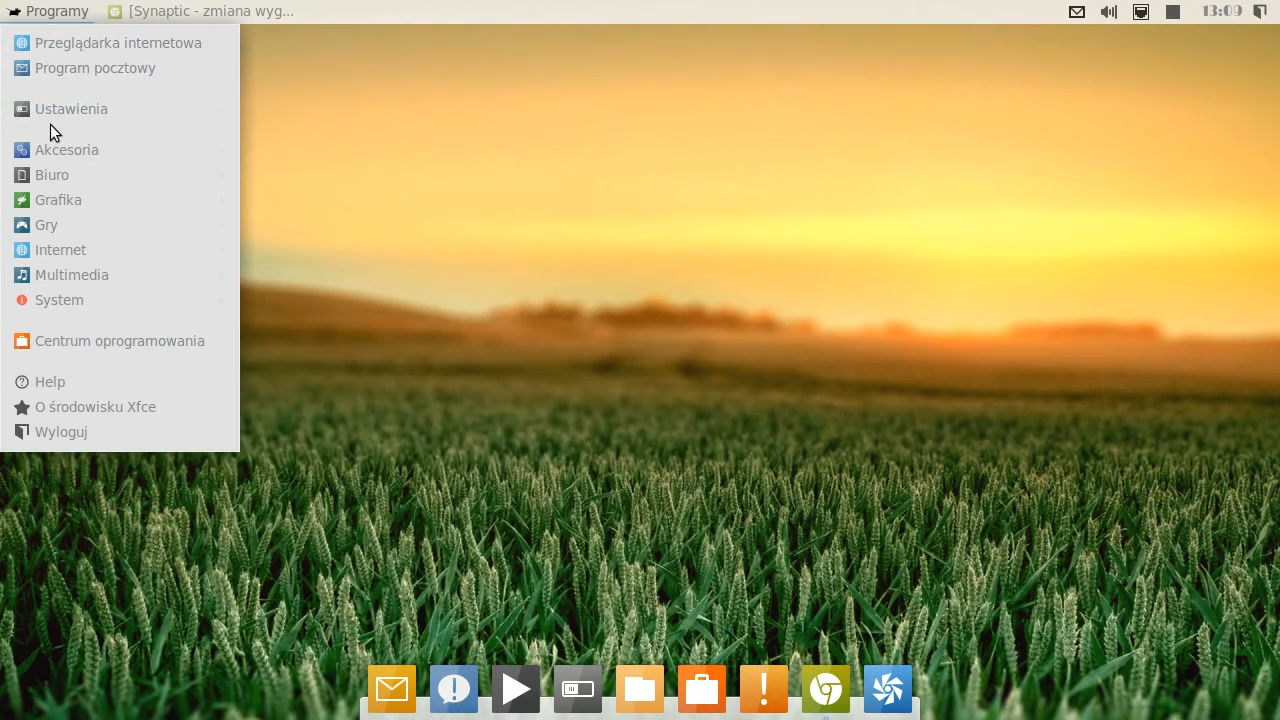 Programy
[Synaptic - zmiana wyg...
13:09
Przeglądarka internetowa
Program pocztowy
Ustawienia
Akcesoria
Biuro
Grafika
Gry
Internet
Multimedia
System
Centrum oprogramowania
Help
O środowisku Xfce
Wyloguj